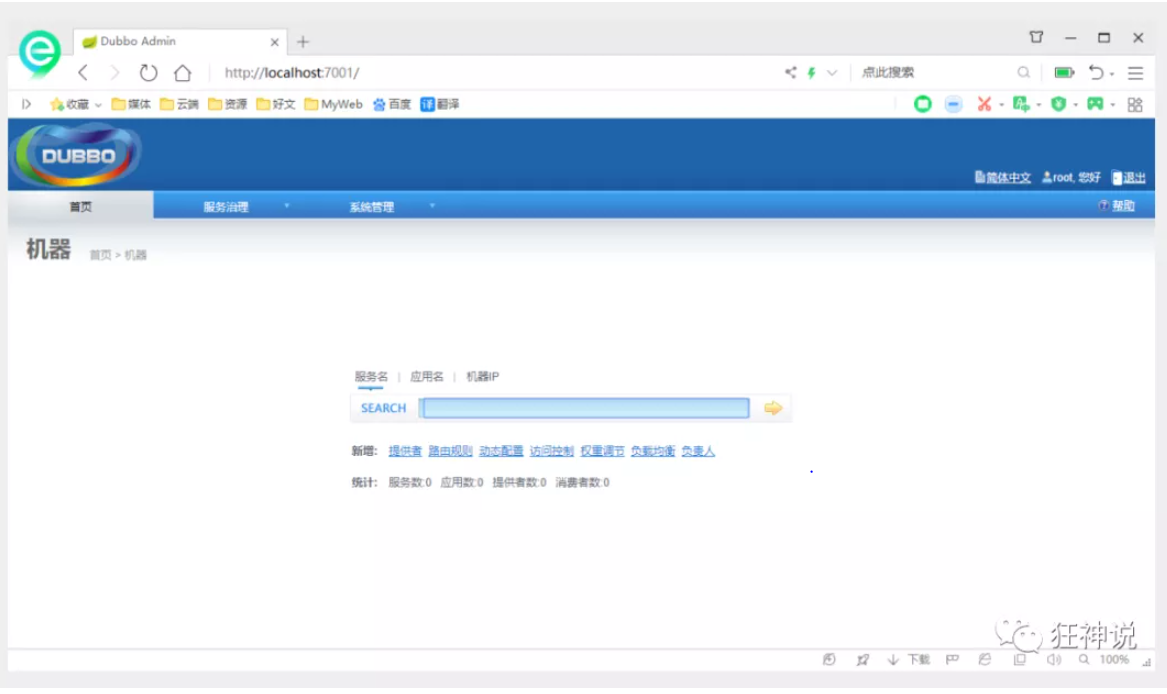 Dubbo Admin
http://localhost:7001/
点此搜索
收藏 媒体 云端 资源 好文 MyWeb 百度 译 翻译
DUBBO
简体中文 root, 您好 退出
首页 服务治理 系统管理 帮助
机器 首页 > 机器
服务名 | 应用名 | 机器IP
SEARCH
新增: 提供者 路由规则 动态配置 访问控制 权重调节 负载均衡 负责人
统计: 服务数:0 应用数:0 提供者数:0 消费者数:0
狂神说
下载 100%